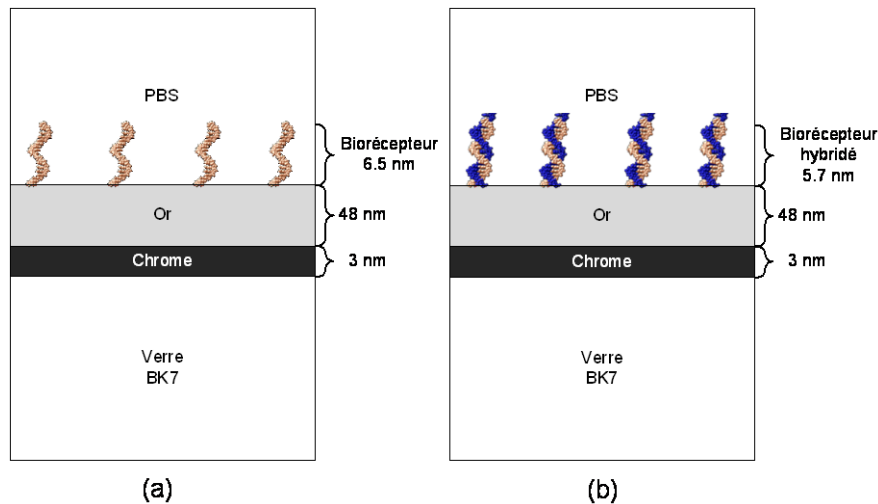 PBS
Biorécepteur
6.5 nm
Or
48 nm
Chrome
3 nm
Verre
BK7
(a)
PBS
Biorécepteur
hybridé
5.7 nm
Or
48 nm
Chrome
3 nm
Verre
BK7
(b)